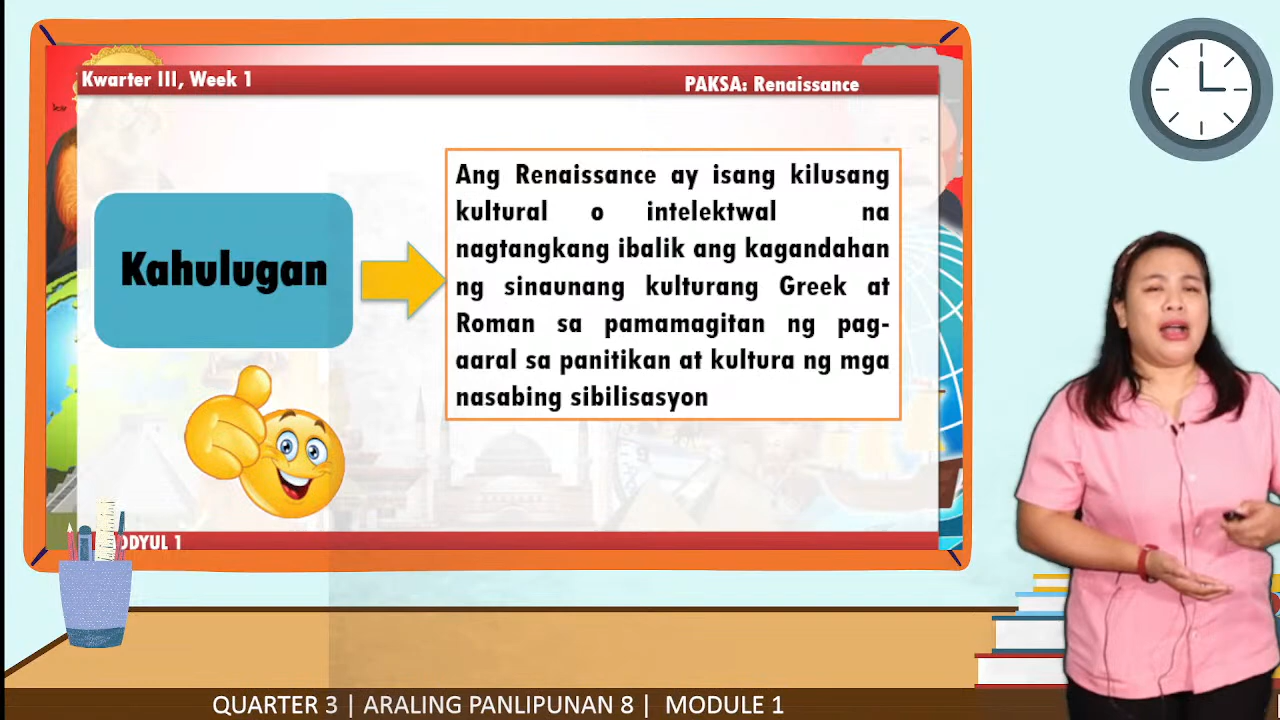 Kwarter III, Week 1
PAKSA: Renaissance
Kahulugan
Ang Renaissance ay isang kilusang
kultural o intelektwal na
nagtangkang ibalik ang kagandahan
ng sinaunang kulturang Greek at
Roman sa pamamagitan ng pag-
aaral sa panitikan at kultura ng mga
nasabing sibilisasyon
ODYUL 1
QUARTER 3 | ARALING PANLIPUNAN 8 | MODULE 1